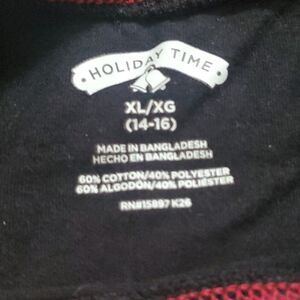 HOLIDAY TIME
XL/XG
(14-16)
MADE IN BANGLADESH
HECHO EN BANGLADESH
60% COTTON/40% POLYESTER
60% ALGODÓN/40% POLIÉSTER
RN#15897 K26